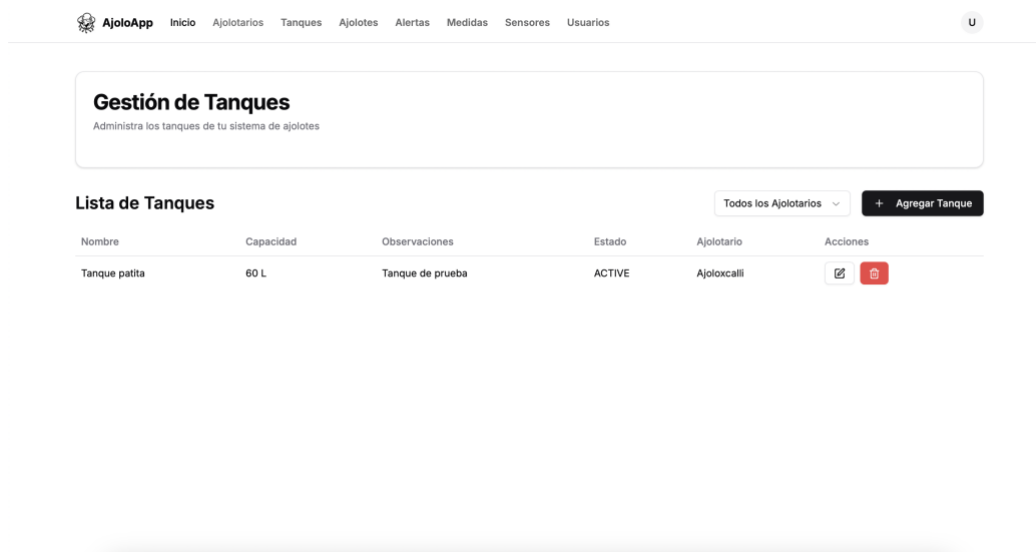 AjoloApp Inicio Ajolotarios Tanques Ajolotes Alertas Medidas Sensores Usuarios U
Gestión de Tanques
Administra los tanques de tu sistema de ajolotes
Lista de Tanques Todos los Ajolotarios + Agregar Tanque
Nombre Capacidad Observaciones Estado Ajolotario Acciones
Tanque patita 60 L Tanque de prueba ACTIVE Ajoloxcalli